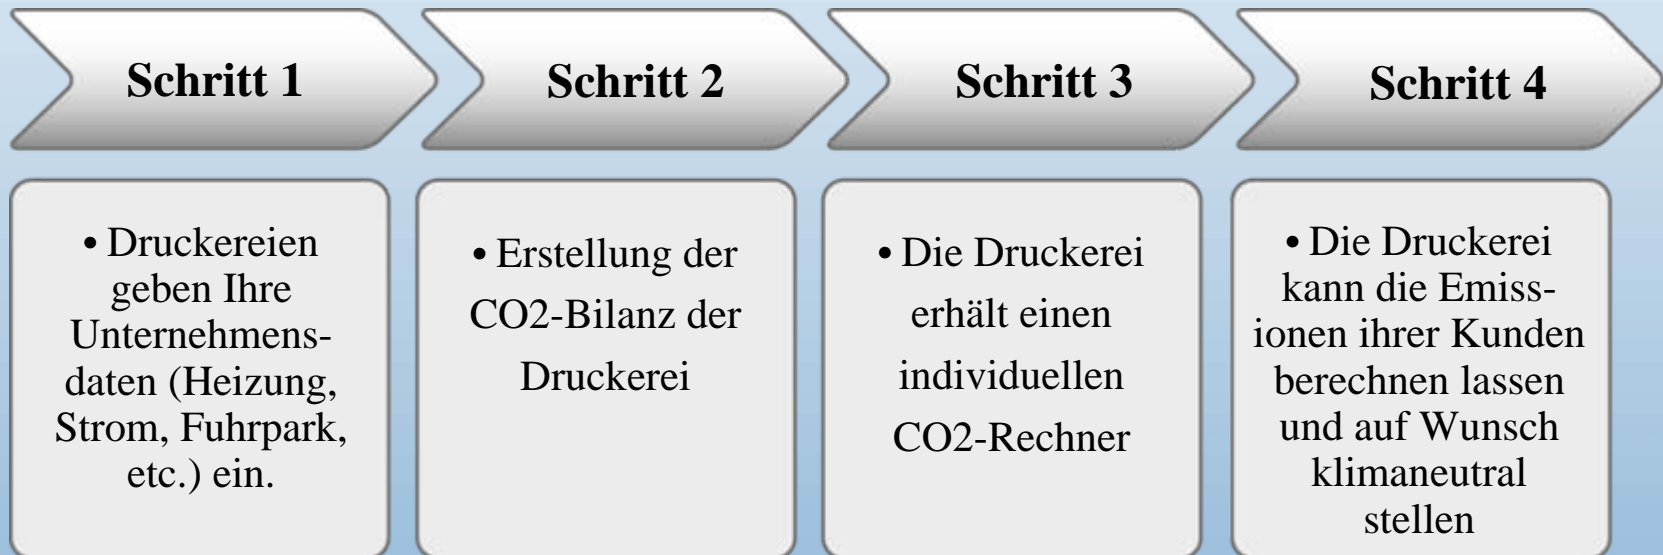 Schritt 1
Schritt 2
Schritt 3
Schritt 4
• Druckereien
geben Ihre
Unternehmens-
daten (Heizung,
Strom, Fuhrpark,
etc.) ein.
• Erstellung der
CO2-Bilanz der
Druckerei
• Die Druckerei
erhält einen
individuellen
CO2-Rechner
• Die Druckerei
kann die Emiss-
ionen ihrer Kunden
berechnen lassen
und auf Wunsch
klimaneutral
stellen